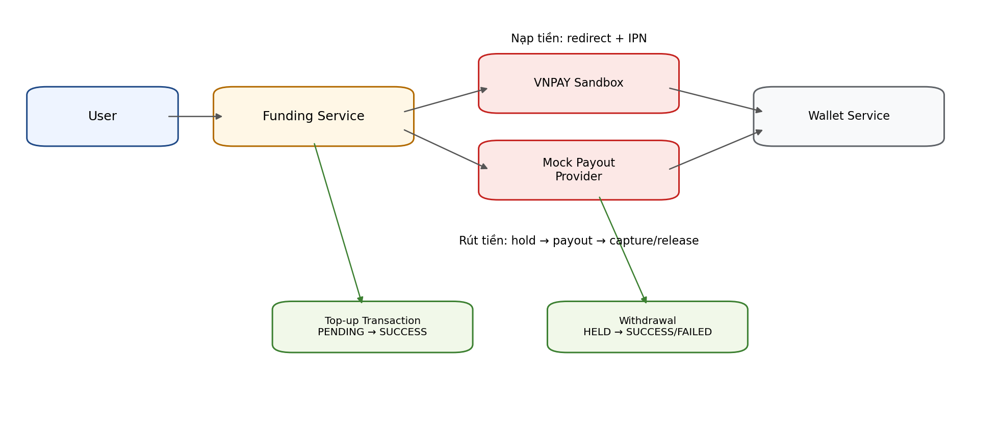 Nạp tiền: redirect + IPN
User
Funding Service
VNPAY Sandbox
Wallet Service
Mock Payout
Provider
Rút tiền: hold → payout → capture/release
Top-up Transaction
PENDING → SUCCESS
Withdrawal
HELD → SUCCESS/FAILED